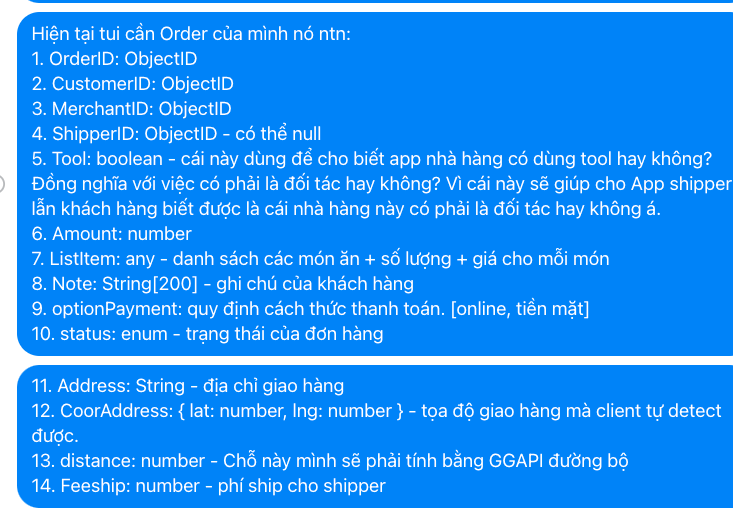 Hiện tại tui cần Order của mình nó ntn:
1. OrderID: ObjectID
2. CustomerID: ObjectID
3. MerchantID: ObjectID
4. ShipperID: ObjectID - có thể null
5. Tool: boolean - cái này dùng để cho biết app nhà hàng có dùng tool hay không?
Đồng nghĩa với việc có phải là đối tác hay không? Vì cái này sẽ giúp cho App shipper
lẫn khách hàng biết được là cái nhà hàng này có phải là đối tác hay không á.
6. Amount: number
7. ListItem: any - danh sách các món ăn + số lượng + giá cho mỗi món
8. Note: String[200] - ghi chú của khách hàng
9. optionPayment: quy định cách thức thanh toán. [online, tiền mặt]
10. status: enum - trạng thái của đơn hàng
11. Address: String - địa chỉ giao hàng
12. CoorAddress: { lat: number, lng: number } - tọa độ giao hàng mà client tự detect
được.
13. distance: number - Chỗ này mình sẽ phải tính bằng GGAPI đường bộ
14. Feeship: number - phí ship cho shipper